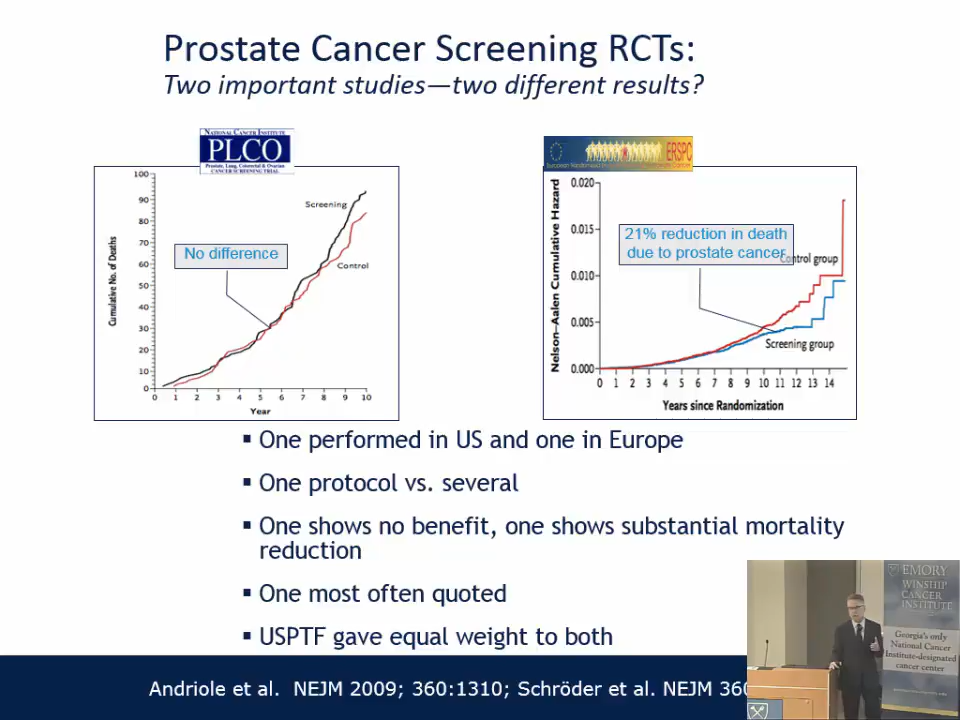 Prostate Cancer Screening RCTs:
Two important studies—two different results?
NATIONAL CANCER INSTITUTE
PLCO
Prostate, Lung, Colorectal & Ovarian
CANCER SCREENING TRIAL
100
90
80
70
60
50
40
30
20
10
0
Cumulative No. of Deaths
Screening
No difference
Control
0 1 2 3 4 5 6 7 8 9 10
Year
ERSPC
Nelson–Aalen Cumulative Hazard
0.020
0.015
0.010
0.005
0.000
21% reduction in death
due to prostate cancer
Control group
Screening group
0 1 2 3 4 5 6 7 8 9 10 11 12 13 14
Years since Randomization
▪ One performed in US and one in Europe
▪ One protocol vs. several
▪ One shows no benefit, one shows substantial mortality
reduction
▪ One most often quoted
▪ USPTF gave equal weight to both
Andriole et al. NEJM 2009; 360:1310; Schröder et al. NEJM 360
EMORY
WINSHIP
CANCER
INSTITUTE
Georgia's only
National Cancer
Institute-designated
cancer center